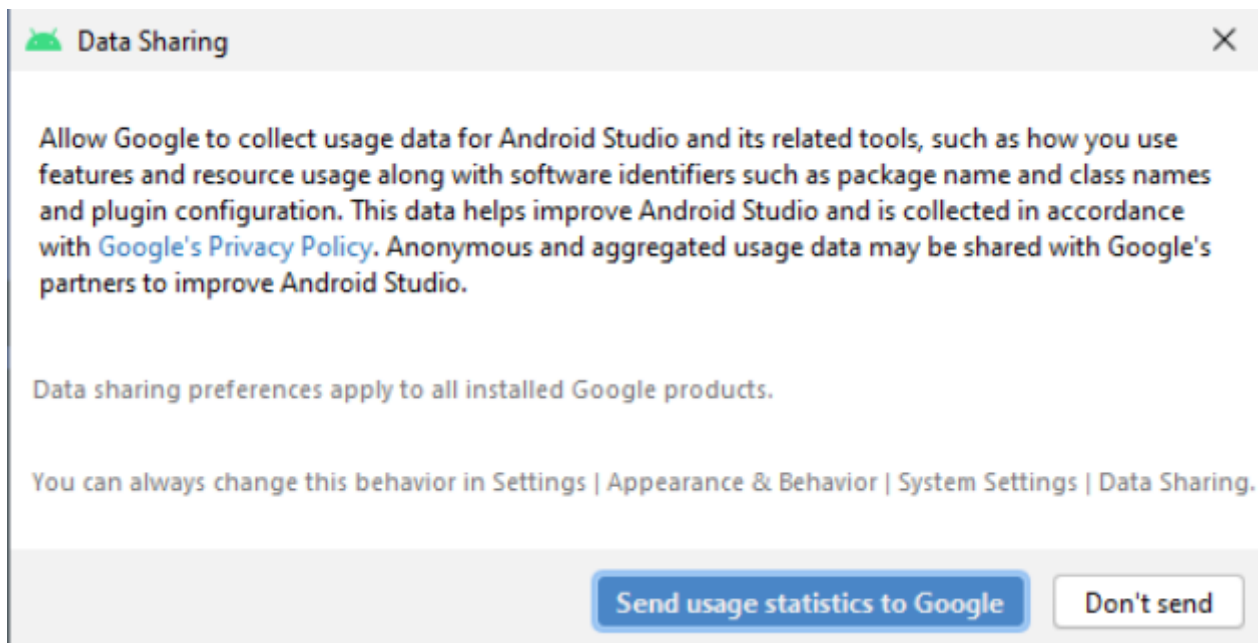 Data Sharing
Allow Google to collect usage data for Android Studio and its related tools, such as how you use
features and resource usage along with software identifiers such as package name and class names
and plugin configuration. This data helps improve Android Studio and is collected in accordance
with Google's Privacy Policy. Anonymous and aggregated usage data may be shared with Google's
partners to improve Android Studio.
Data sharing preferences apply to all installed Google products.
You can always change this behavior in Settings | Appearance & Behavior | System Settings | Data Sharing.
Send usage statistics to Google
Don't send